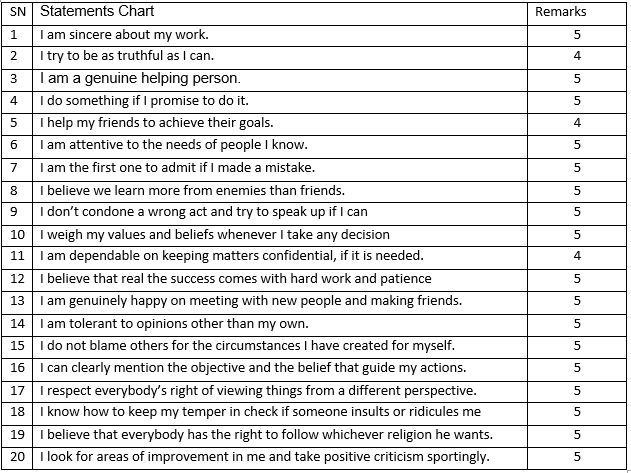 SN Statements Chart Remarks
1 I am sincere about my work. 5
2 I try to be as truthful as I can. 4
3 I am a genuine helping person. 5
4 I do something if I promise to do it. 5
5 I help my friends to achieve their goals. 4
6 I am attentive to the needs of people I know. 5
7 I am the first one to admit if I made a mistake. 5
8 I believe we learn more from enemies than friends. 5
9 I don’t condone a wrong act and try to speak up if I can 5
10 I weigh my values and beliefs whenever I take any decision 5
11 I am dependable on keeping matters confidential, if it is needed. 4
12 I believe that real the success comes with hard work and patience 5
13 I am genuinely happy on meeting with new people and making friends. 5
14 I am tolerant to opinions other than my own. 5
15 I do not blame others for the circumstances I have created for myself. 5
16 I can clearly mention the objective and the belief that guide my actions. 5
17 I respect everybody’s right of viewing things from a different perspective. 5
18 I know how to keep my temper in check if someone insults or ridicules me 5
19 I believe that everybody has the right to follow whichever religion he wants. 5
20 I look for areas of improvement in me and take positive criticism sportingly. 5